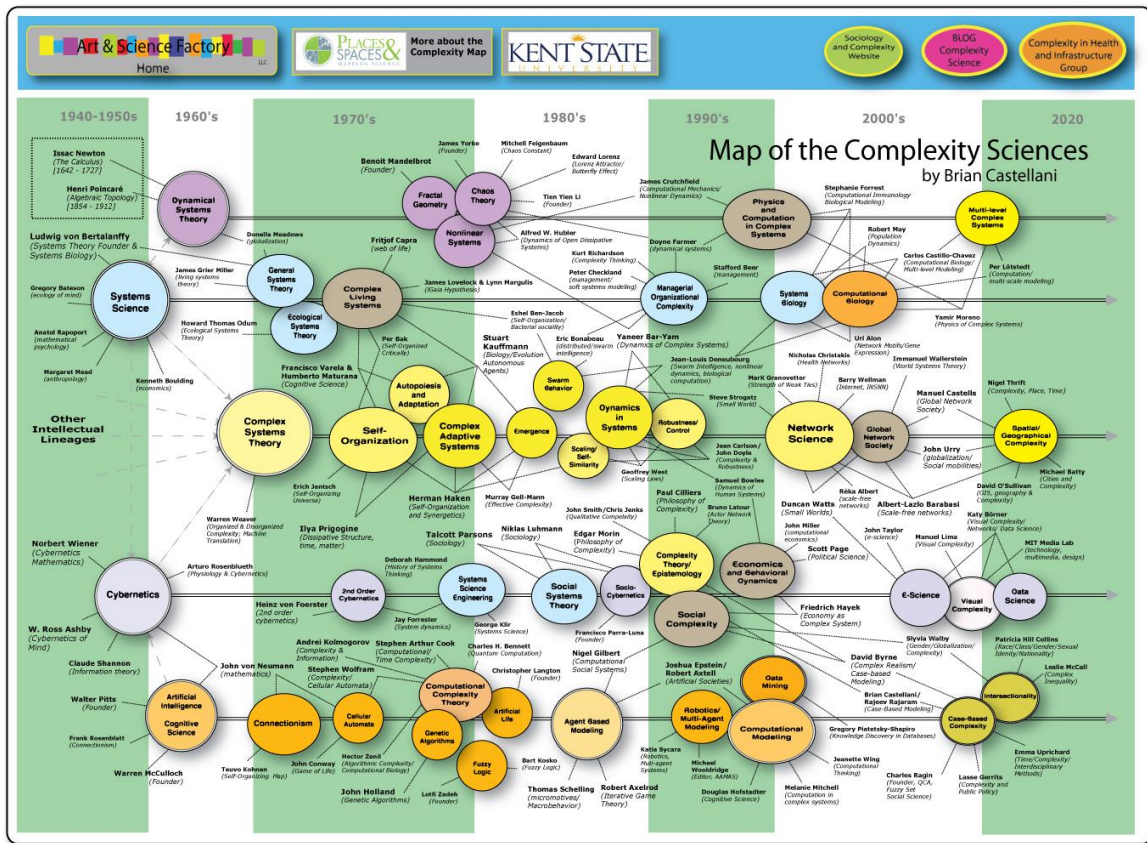 Art & Science Factory
LLC
Home
PLACES &
SPACES
MAPPING SCIENCE
More about the
Complexity Map
KENT STATE
UNIVERSITY
Sociology
and Complexity
Website
BLOG
Complexity
Science
Complexity in Health
and Infrastructure
Group
1940-1950s
1960's
1970's
1980's
1990's
2000's
2020
Map of the Complexity Sciences
by Brian Castellani
Issac Newton
(The Calculus)
[1642 - 1727]
Henri Poincaré
(Algebraic Topology)
[1854 - 1912]
Dynamical
Systems
Theory
Benoit Mandelbrot
(Founder)
James Yorke
(Founder)
Mitchell Feigenbaum
(Chaos Constant)
Edward Lorenz
(Lorenz Attractor/
Butterfly Effect)
Fractal
Geometry
Chaos
Theory
Nonlinear
Systems
Tien Yien Li
(Founder)
Alfred W. Hubler
(Dynamics of Open Dissipative
Systems)
James Crutchfield
(Computational Mechanics/
Nonlinear Dynamics)
Doyne Farmer
(dynamical systems)
Physics and
Computation
in Complex
Systems
Stephanie Forrest
(Computational Immunology
Biological Modeling)
Robert May
(Population
Dynamics)
Carlos Castillo-Chavez
(Computational Biology/
Multi-level Modeling)
Multi-level
Complex
Systems
Per Lötstedt
(Computation/
multi-scale modeling)
Yamir Moreno
(Physics of Complex Systems)
Ludwig von Bertalanffy
(Systems Theory Founder &
Systems Biology)
Gregory Bateson
(ecology of mind)
Anatol Rapoport
(mathematical
psychology)
Margaret Mead
(anthropology)
Systems
Science
Kenneth Boulding
(economics)
Donella Meadows
(globalization)
James Grier Miller
(living systems
theory)
Howard Thomas Odum
(Ecological Systems
Theory)
General
Systems
Theory
Ecological
Systems
Theory
Fritjof Capra
(web of life)
Complex
Living
Systems
James Lovelock & Lynn Margulis
(IGaia Hypothesis)
Eshel Ben-Jacob
(Self-Organization/
Bacterial sociality)
Kurt Richardson
(Complexity Thinking)
Peter Checkland
(management/
soft systems modeling)
Managerial
Organizational
Complexity
Stafford Beer
(management)
Systems
Biology
Computational
Biology
Uri Alon
(Network Motifs/Gene
Expression)
Other
Intellectual
Lineages
Complex
Systems
Theory
Warren Weaver
(Organized & Disorganized
Complexity; Machine
Translation)
Francisco Varela &
Humberto Maturana
(Cognitive Science)
Per Bak
(Self-Organized
Critically)
Autopoiesis
and
Adaptation
Self-
Organization
Complex
Adaptive
Systems
Erich Jantsch
(Self-Organizing
Universe)
Ilya Prigogine
(Dissipative Structure,
time, matter)
Herman Haken
(Self-Organization
and Synergetics)
Stuart
Kauffmann
(Biology/Evolution
Autonomous
Agents)
Eric Bonabeau
(distributed/swarm
intelligence)
Emergence
Murray Gell-Mann
(Effective Complexity)
Swarm
Behavior
Scaling/
Self-
Similarity
Dynamics
in
Systems
Robustness/
Control
Yaneer Bar-Yam
(Dynamics of Complex Systems)
Jean-Louis Deneubourg
(Swarm Intelligence, nonlinear
dynamics, biological
computation)
Steve Strogatz
(Small World)
Jean Carlson/
John Doyle
(Complexity &
Robustness)
Geoffrey West
(Scaling Laws)
Samuel Bowles
(Dynamics of
Human Systems)
Nicholas Christakis
(Health Networks)
Mark Granovetter
(Strength of Weak Ties)
Barry Wellman
(Internet, IRSNN)
Immanuel Wallerstein
(World Systems Theory)
Manuel Castells
(Global Network
Society)
John Urry
(globalization/
Social mobilities)
Network
Science
Global
Network
Society
Nigel Thrift
(Complexity, Place, Time)
Spatial/
Geographical
Complexity
Michael Batty
(Cities and
Complexity)
David O'Sullivan
(GIS, geography &
Complexity)
Duncan Watts
(Small Worlds)
Réka Albert
(scale-free
networks)
Albert-Lazlo Barabasi
(Scale-free networks)
Norbert Wiener
(Cybernetics
Mathematics)
Arturo Rosenblueth
(Physiology & Cybernetics)
Cybernetics
W. Ross Ashby
(Cybernetics of
Mind)
Claude Shannon
(Information theory)
Heinz von Foerster
(2nd order
cybernetics)
2nd Order
Cybernetics
Deborah Hammond
(History of Systems
Thinking)
Jay Forrester
(System dynamics)
Talcott Parsons
(Sociology)
Systems
Science
Engineering
George Klir
(Systems Science)
Niklas Luhmann
(Sociology)
Social
Systems
Theory
Francisco Parra-Luna
(Founder)
Socio-
Cybernetics
John Smith/Chris Jenks
(Qualitative Compelxity)
Edgar Morin
(Philosophy of
Complexity)
Paul Cilliers
(Philosophy of
Complexity)
Bruno Latour
(Actor Network
Theory)
Complexity
Theory/
Epistemology
Social
Complexity
Nigel Gilbert
(Computational
Social Systems)
John Miller
(computational
economics)
Scott Page
(Political Science)
Economics
and Behavioral
Dynamics
Friedrich Hayek
(Economy as
Complex System)
John Taylor
(e-science)
Manuel Lima
(Visual Complexity)
Katy Börner
(Visual Complexity/
Networks/ Data Science)
MIT Media Lab
(technology,
multimedia, design)
E-Science
Visual
Complexity
Data
Science
Slyvia Walby
(Gender/Globalization/
Complexity)
David Byrne
(Complex Realism/
Case-based
Modeling)
Patricia Hill Collins
(Race/Class/Gender/Sexual
Identity/Nationality)
Leslie McCall
(Complex
Inequality)
Walter Pitts
(Founder)
Frank Rosenblatt
(Connectionism)
Warren McCulloch
(Founder)
Artificial
Intelligence
Cognitive
Science
John von Neumann
(mathematics)
Connectionism
Teuvo Kohnen
(Self-Organizing Map)
Stephen Wolfram
(Complexity/
Cellular Automata)
Cellular
Automata
John Conway
(Game of Life)
Andrei Kolmogorov
(Complexity &
Information)
Stephen Arthur Cook
(Computational/
Time Complexity)
Charles H. Bennett
(Quantum Computation)
Computational
Complexity
Theory
Hector Zenil
(Algorithmic Complexity/
Computational Biology)
Genetic
Algorithms
John Holland
(Genetic Algorithms)
Christopher Langton
(Founder)
Artificial
Life
Fuzzy
Logic
Lotfi Zadeh
(Founder)
Bart Kosko
(Fuzzy Logic)
Agent Based
Modeling
Thomas Schelling
(micromotives/
Macrobehavior)
Robert Axelrod
(Iterative Game
Theory)
Joshua Epstein/
Robert Axtell
(Artificial Societies)
Robotics/
Multi-Agent
Modeling
Katia Sycara
(Robotics,
Mutl-agent
Systems)
Michael
Wooldridge
(Editor, AAMAS)
Data
Mining
Computational
Modeling
Douglas Hofstadter
(Cognitive Science)
Melanie Mitchell
(Computation
in complex
systems)
Jeanette Wing
(Computational
Thinking)
Gregory Piatetsky-Shapiro
(Knowledge Discovery in Databases)
Brian Castellani/
Rajeev Rajaram
(Case-Based Modeling)
Case-Based
Complexity
Intersectionality
Charles Ragin
(Founder, QCA,
Fuzzy Set
Social Science)
Lasse Gerrits
(Complexity and
Public Policy)
Emma Uprichard
(Time/Complexity/
Interdisciplinary
Methods)